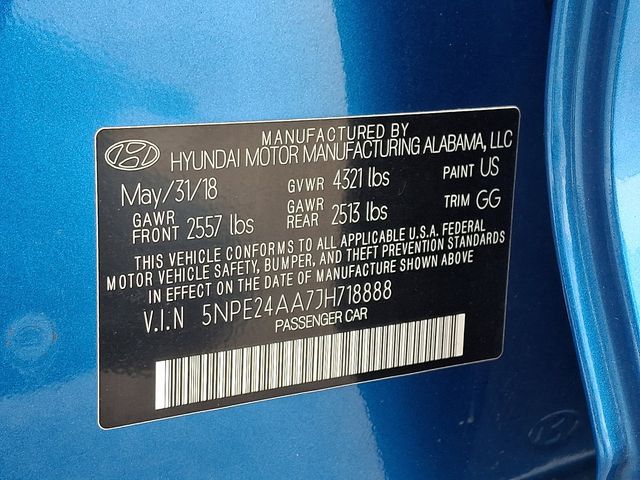 MANUFACTURED BY
HYUNDAI MOTOR MANUFACTURING ALABAMA, LLC
May/31/18 GVWR 4321 lbs PAINT US
GAWR FRONT 2557 lbs GAWR REAR 2513 lbs TRIM GG
THIS VEHICLE CONFORMS TO ALL APPLICABLE U.S.A. FEDERAL
MOTOR VEHICLE SAFETY, BUMPER, AND THEFT PREVENTION STANDARDS
IN EFFECT ON THE DATE OF MANUFACTURE SHOWN ABOVE
V.I.N 5NPE24AA7JH718888
PASSENGER CAR